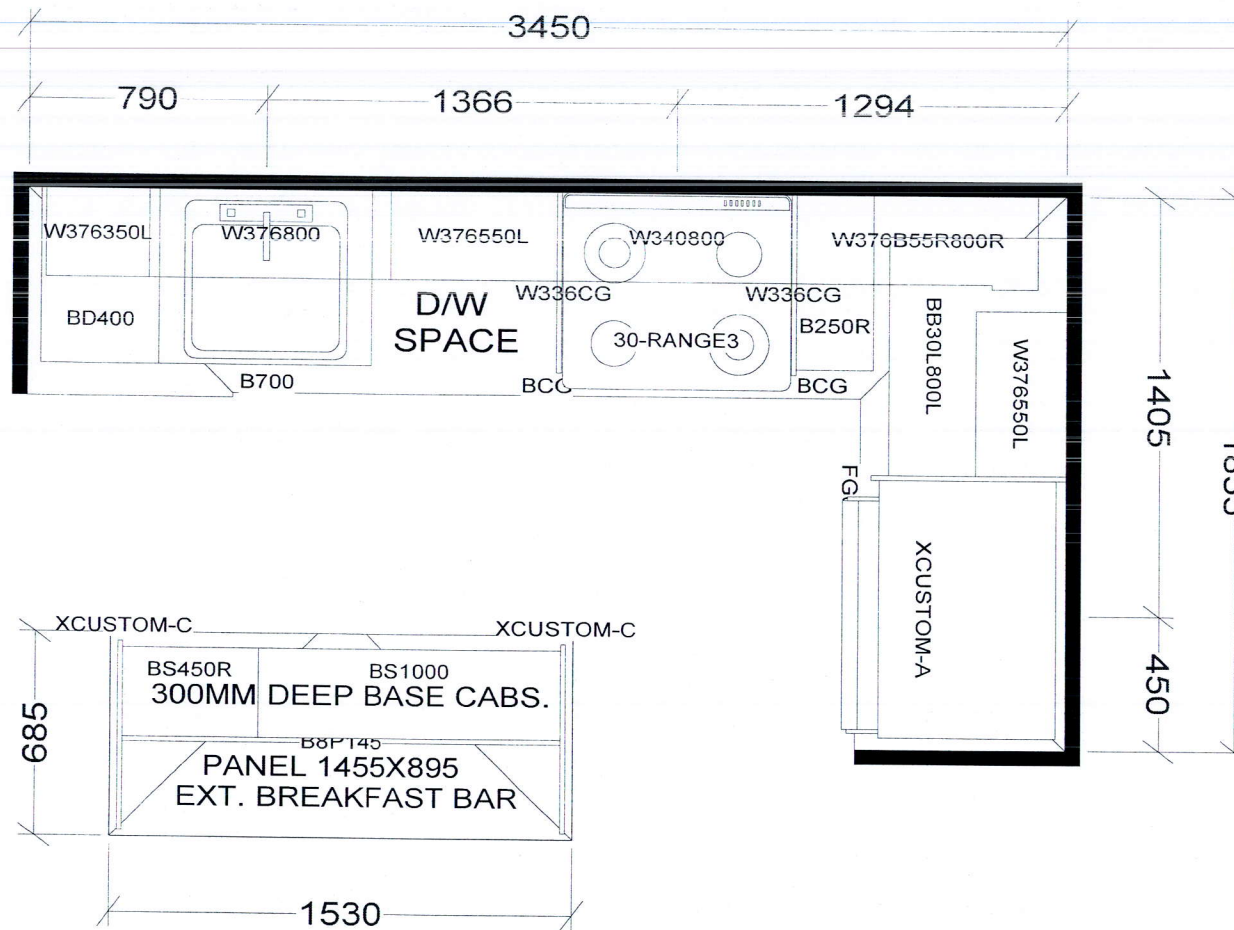 3450
790
1366
1294
W376350L
W376800
W376550L
W340800
W376B55R800R
W336CG
W336CG
D/W
SPACE
BD400
30-RANGE3
B250R
BB30L800L
W376550L
B700
BCG
BCG
FG
1405
XCUSTOM-A
450
XCUSTOM-C
XCUSTOM-C
BS450R
BS1000
300MM DEEP BASE CABS.
B8P145
PANEL 1455X895
EXT. BREAKFAST BAR
685
1530